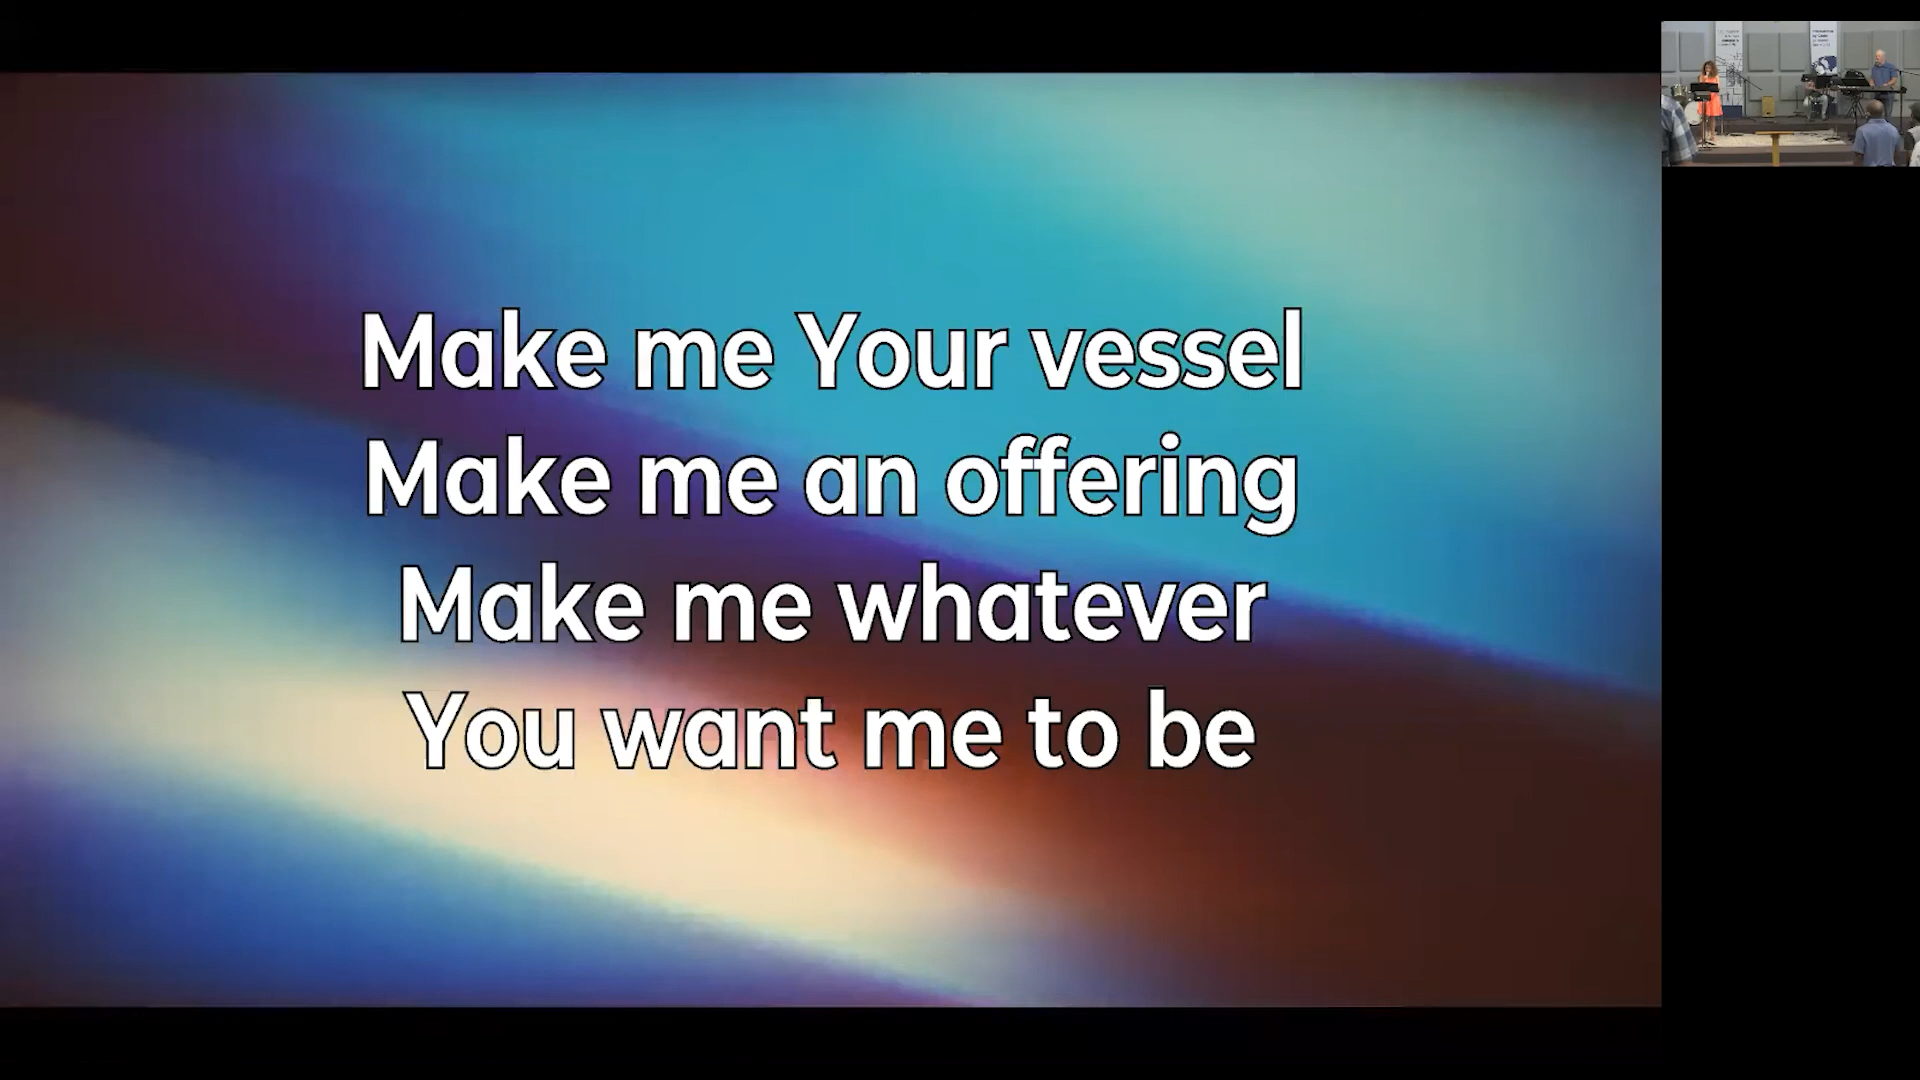 Make me Your vessel
Make me an offering
Make me whatever
You want me to be